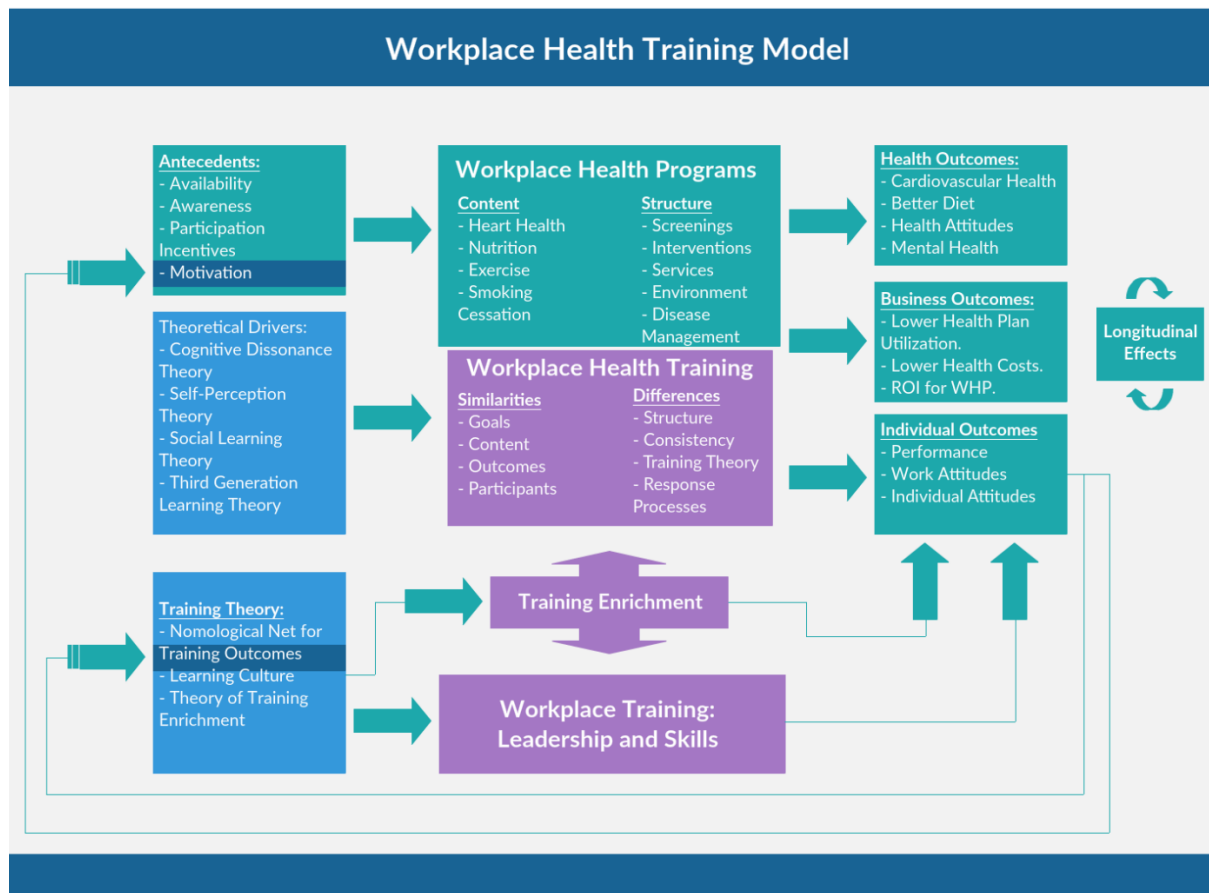 Workplace Health Training Model
Antecedents:
- Availability
- Awareness
- Participation
Incentives
- Motivation
Theoretical Drivers:
- Cognitive Dissonance
Theory
- Self-Perception
Theory
- Social Learning
Theory
- Third Generation
Learning Theory
Training Theory:
- Nomological Net for
Training Outcomes
- Learning Culture
- Theory of Training
Enrichment
Workplace Health Programs
Content
- Heart Health
- Nutrition
- Exercise
- Smoking
Cessation
Structure
- Screenings
- Interventions
- Services
- Environment
- Disease
Management
Workplace Health Training
Similarities
- Goals
- Content
- Outcomes
- Participants
Differences
- Structure
- Consistency
- Training Theory
- Response
Processes
Training Enrichment
Workplace Training:
Leadership and Skills
Health Outcomes:
- Cardiovascular Health
- Better Diet
- Health Attitudes
- Mental Health
Business Outcomes:
- Lower Health Plan
Utilization.
- Lower Health Costs.
- ROI for WHP.
Individual Outcomes
- Performance
- Work Attitudes
- Individual Attitudes
Longitudinal
Effects